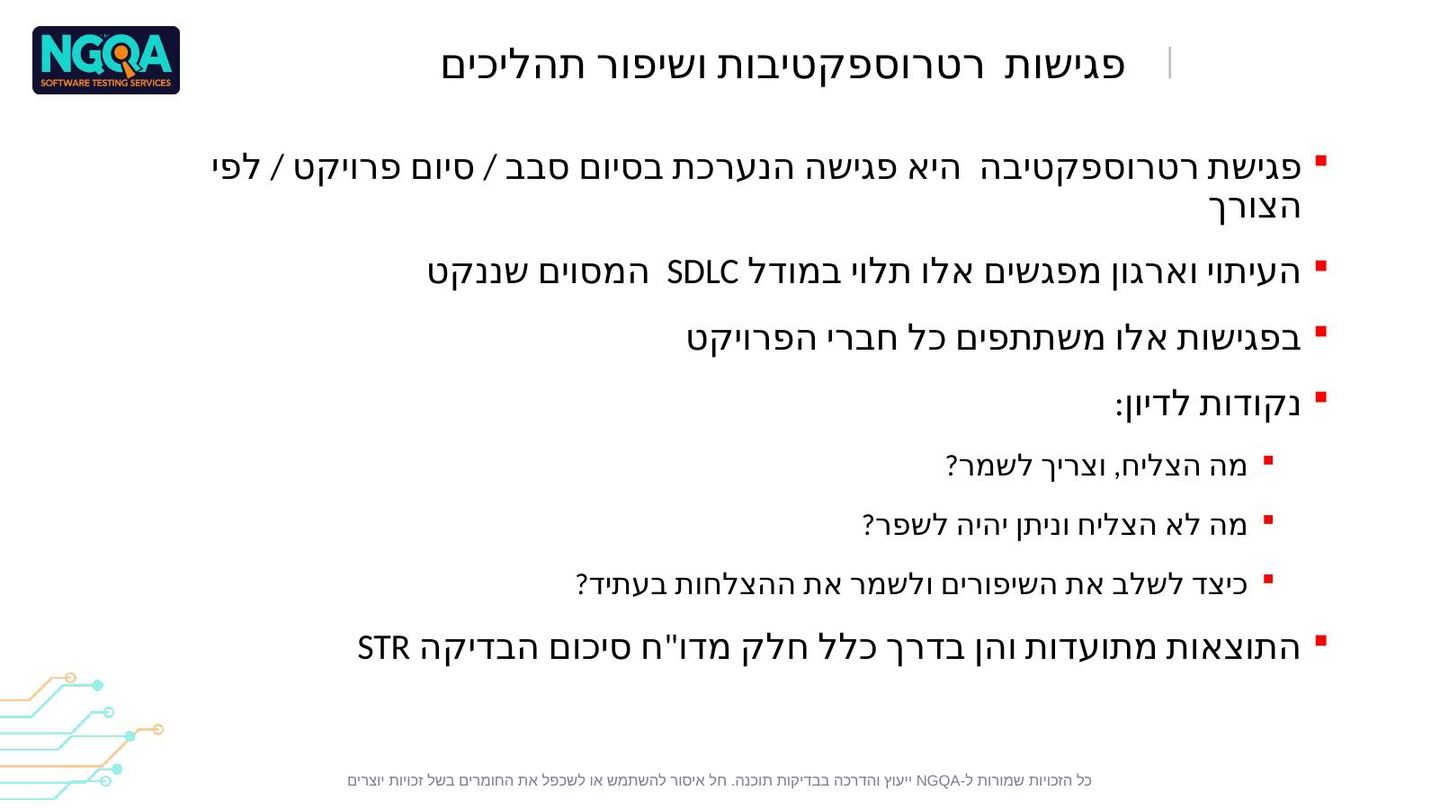 NGQA
SOFTWARE TESTING SERVICES
פגישות רטרוספקטיבות ושיפור תהליכים
פגישת רטרוספקטיבה היא פגישה הנערכת בסיום סבב / סיום פרויקט / לפי
הצורך
העיתוי וארגון מפגשים אלו תלוי במודל SDLC המסוים שננקט
בפגישות אלו משתתפים כל חברי הפרויקט
נקודות לדיון:
מה הצליח, וצריך לשמר?
מה לא הצליח וניתן יהיה לשפר?
כיצד לשלב את השיפורים ולשמר את ההצלחות בעתיד?
התוצאות מתועדות והן בדרך כלל חלק מדו"ח סיכום הבדיקה STR
כל הזכויות שמורות ל-NGQA ייעוץ והדרכה בבדיקות תוכנה. חל איסור להשתמש או לשכפל את החומרים בשל זכויות יוצרים